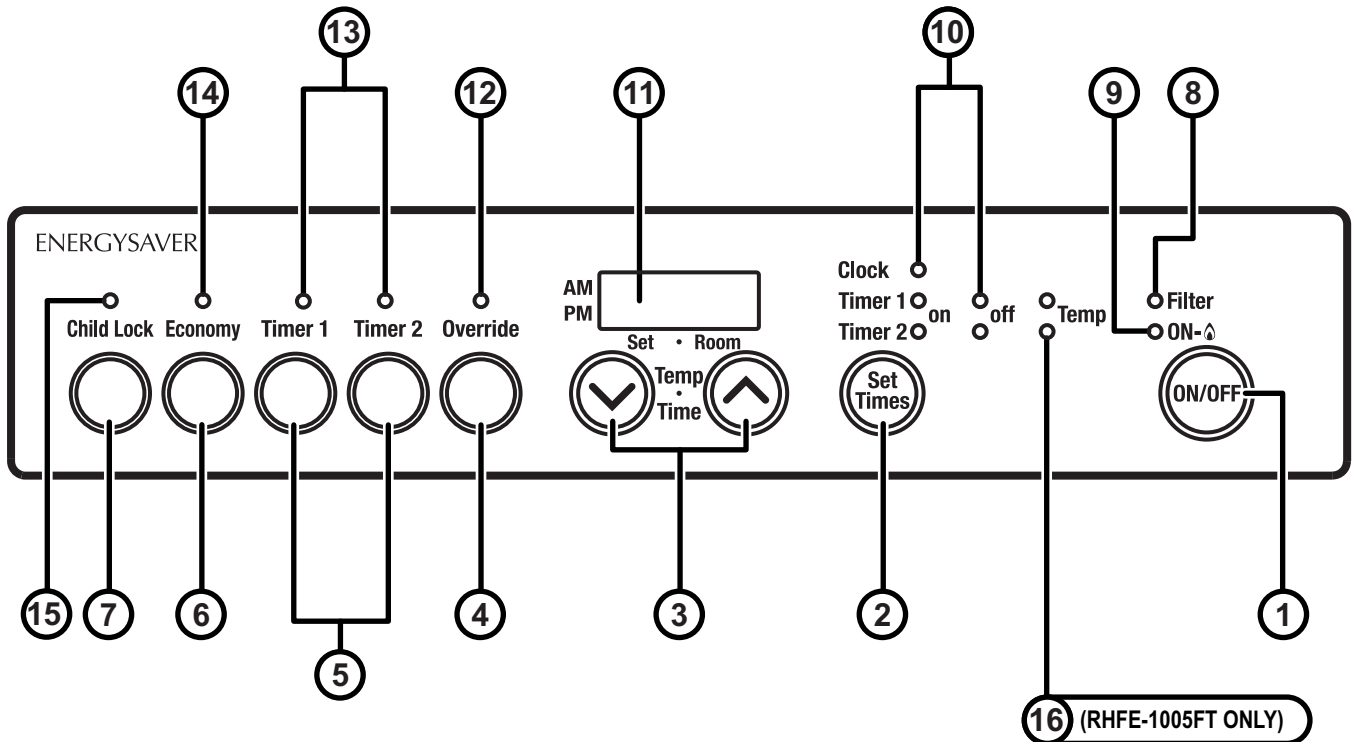 13
10
14
12
11
9
8
ENERGYSAVER
Clock
AM
PM
Timer 1
Timer 2
on
off
Temp
Filter
ON-
Child Lock
Economy
Timer 1
Timer 2
Override
Set • Room
Temp
•
Time
Set
Times
ON/OFF
15
7
6
5
4
3
2
1
16 (RHFE-1005FT ONLY)